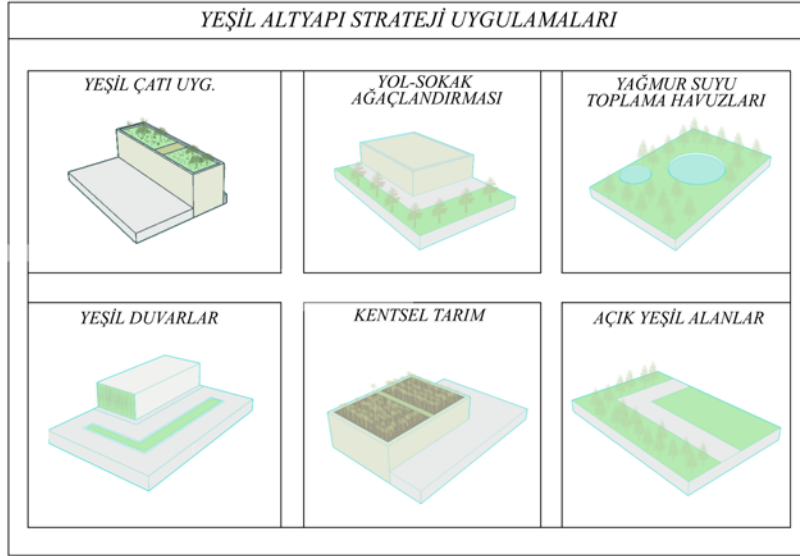 YEŞİL ALTYAPI STRATEJİ UYGULAMALARI
YEŞİL ÇATI UYG.
YOL-SOKAK
AĞAÇLANDIRMASI
YAĞMUR SUYU
TOPLAMA HAVUZLARI
YEŞİL DUVARLAR
KENTSEL TARIM
AÇIK YEŞİL ALANLAR